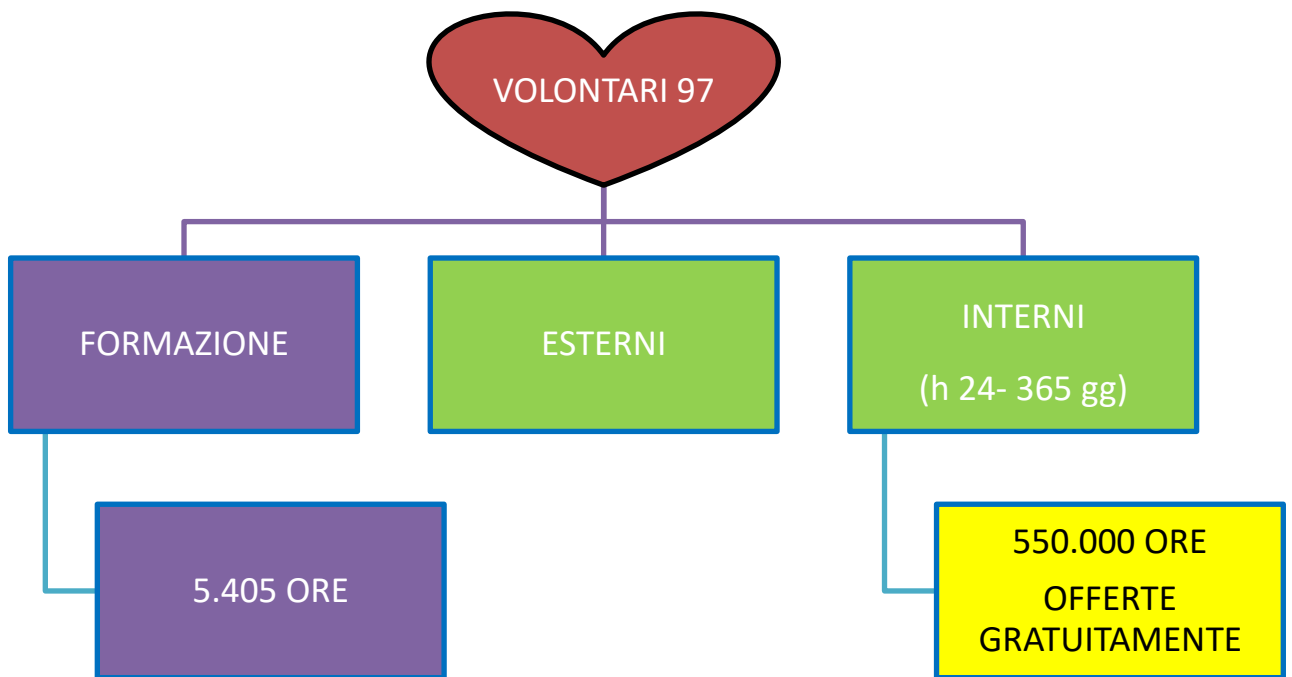 VOLONTARI 97
FORMAZIONE
ESTERNI
INTERNI
(h 24- 365 gg)
5.405 ORE
550.000 ORE
OFFERTE
GRATUITAMENTE